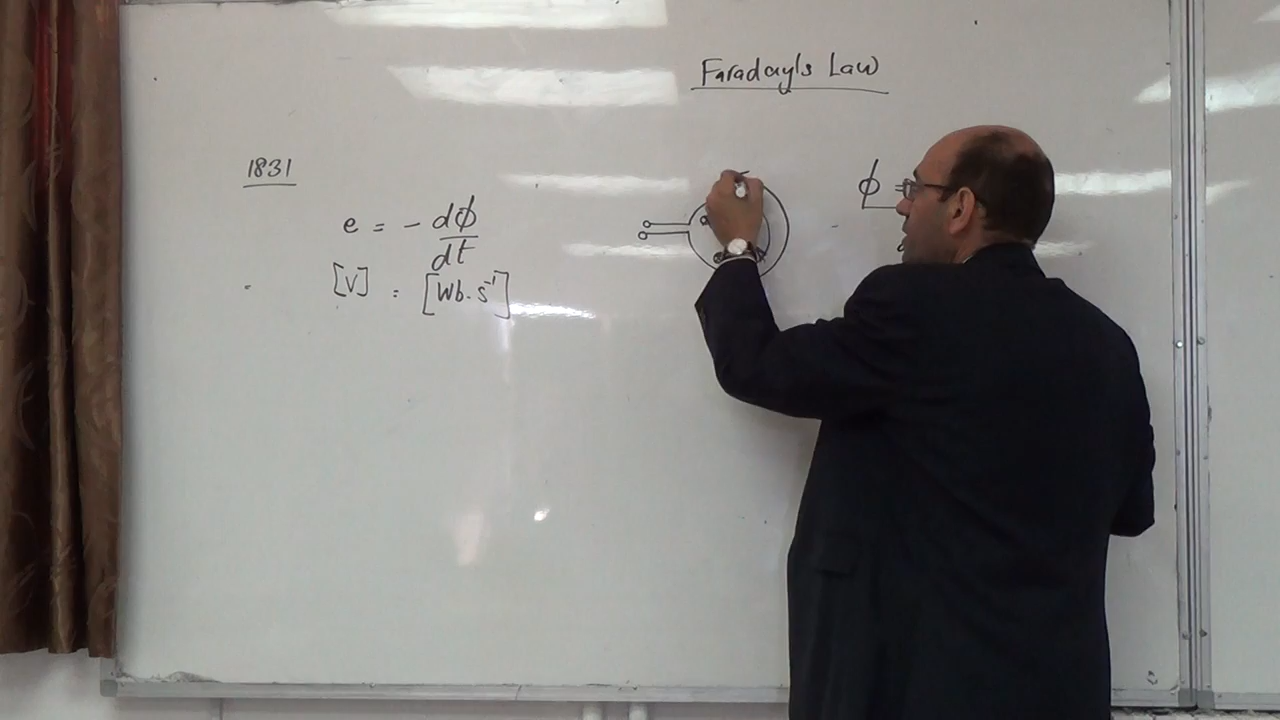 Faraday's Law
1831
e = - dϕ/dt
[V] = [Wb.s⁻¹]
ϕ =